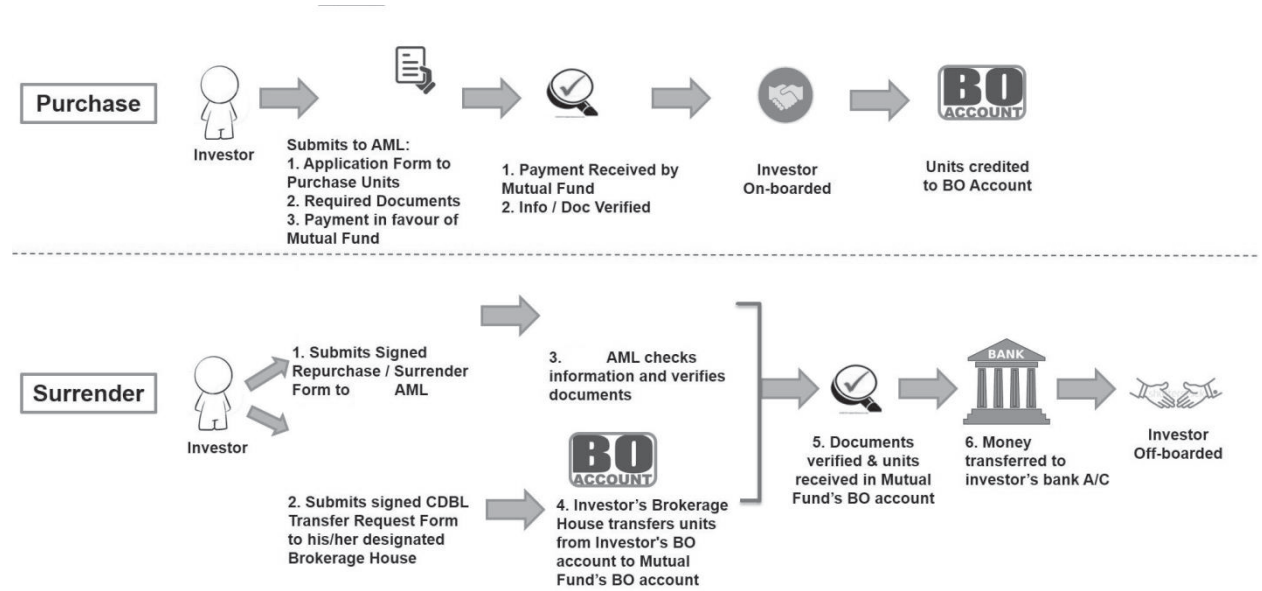 Purchase
Investor
Submits to AML:
1. Application Form to
Purchase Units
2. Required Documents
3. Payment in favour of
Mutual Fund
1. Payment Received by
Mutual Fund
2. Info / Doc Verified
Investor
On-boarded
BO
ACCOUNT
Units credited
to BO Account
Surrender
Investor
1. Submits Signed
Repurchase / Surrender
Form to AML
2. Submits signed CDBL
Transfer Request Form
to his/her designated
Brokerage House
3. AML checks
information and verifies
documents
BO
ACCOUNT
4. Investor's Brokerage
House transfers units
from Investor's BO
account to Mutual
Fund's BO account
5. Documents
verified & units
received in Mutual
Fund's BO account
BANK
6. Money
transferred to
investor's bank A/C
Investor
Off-boarded